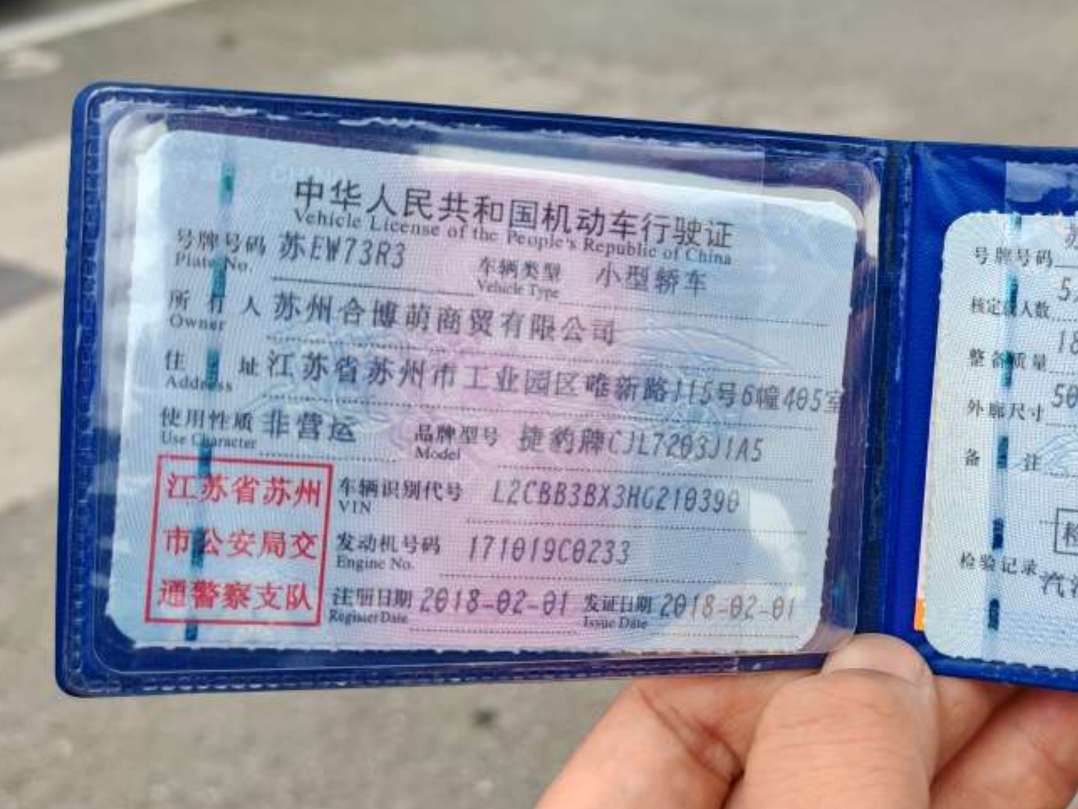 中华人民共和国机动车行驶证
Vehicle License of the People's Republic of China
号牌号码 苏EW73R3 车辆类型 小型轿车
Plate No. Vehicle Type
所有人 苏州合博萌商贸有限公司
Owner
住址 江苏省苏州市工业园区唯新路115号6幢405室
Address
使用性质 非营运 品牌型号 捷豹牌CJL7203J1A5
Use Character Model
江苏省苏州
市公安局交
通警察支队
车辆识别代号 L2CBB3BX3HG210390
VIN
发动机号码 171019C0233
Engine No.
注册日期 2018-02-01 发证日期 2018-02-01
Register Date Issue Date
号牌号码
核定载人数 5
整备质量 18
外廓尺寸 50
备注
检验记录